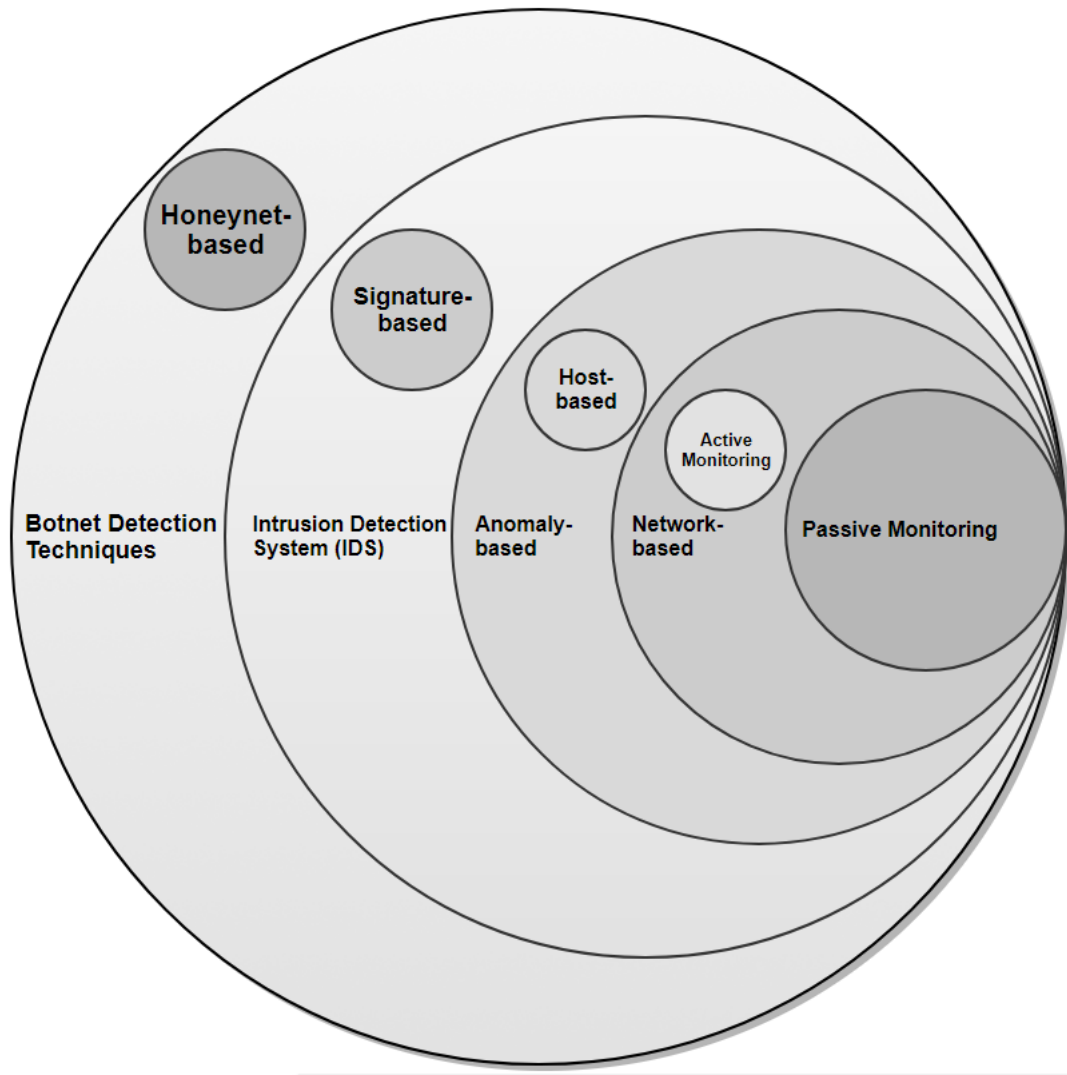 Honeynet-
based
Signature-
based
Host-
based
Active
Monitoring
Botnet Detection
Techniques
Intrusion Detection
System (IDS)
Anomaly-
based
Network-
based
Passive Monitoring